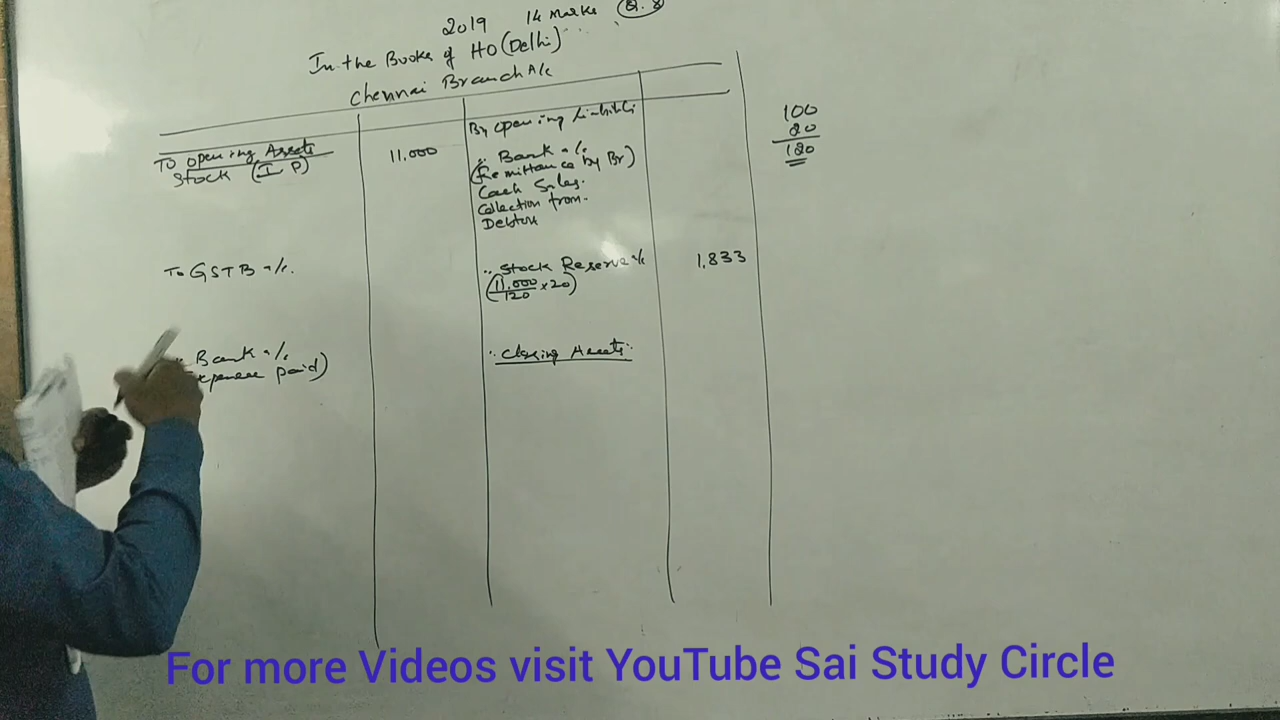 2019 14 Marks Q.8
In the Books of HO (Delhi)
Chennai Branch A/c
To opening Assets
Stock (I P)
11,000
To GSTB a/c.
" Bank a/c.
expense paid)
By opening Liabiliti
" Bank a/c.
(Remittance by Br)
Cash Sales.
Collection from-
Debtors
" Stock Reserve a/c
(11,000/120 x 20)
1,833
" Closing Assets
100
20
120
For more Videos visit YouTube Sai Study Circle